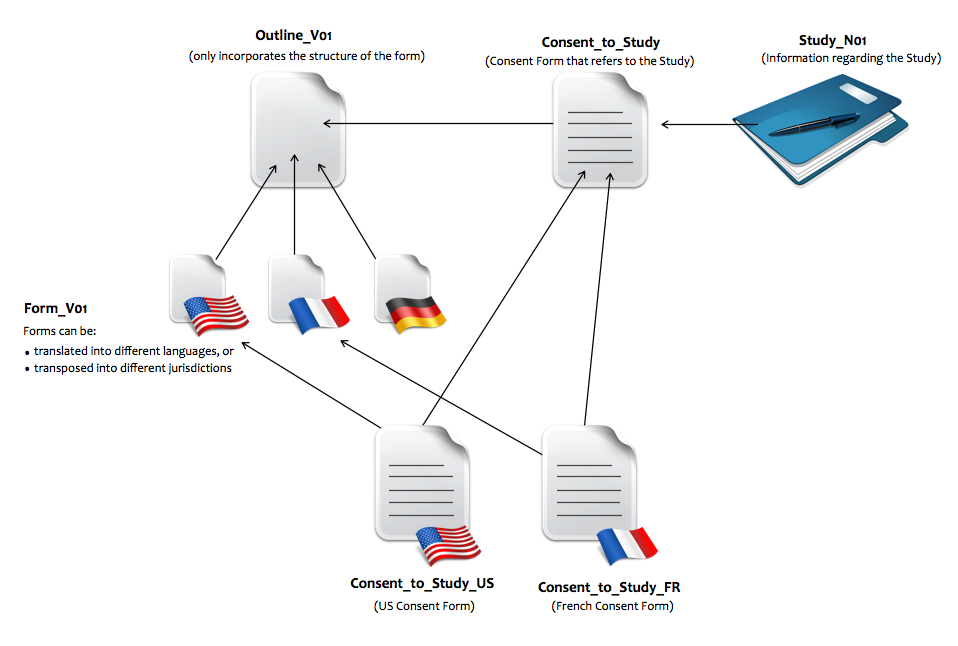 Outline_V01
(only incorporates the structure of the form)
Consent_to_Study
(Consent Form that refers to the Study)
Study_N01
(Information regarding the Study)
Form_V01
Forms can be:
• translated into different languages, or
• transposed into different jurisdictions
Consent_to_Study_US
(US Consent Form)
Consent_to_Study_FR
(French Consent Form)